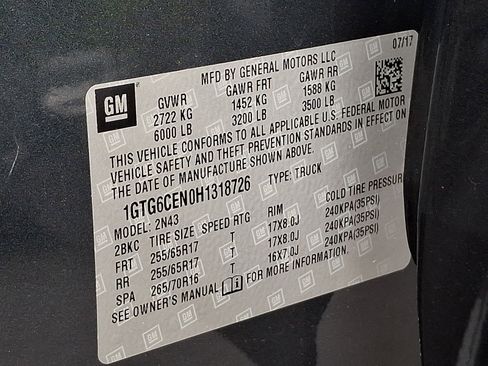 GM
MFD BY GENERAL MOTORS LLC 07/17
GVWR GAWR FRT GAWR RR
2722 KG 1452 KG 1588 KG
6000 LB 3200 LB 3500 LB
THIS VEHICLE CONFORMS TO ALL APPLICABLE U.S. FEDERAL MOTOR
VEHICLE SAFETY AND THEFT PREVENTION STANDARDS IN EFFECT ON
THE DATE OF MANUFACTURE SHOWN ABOVE.
1GTG6CEN0H1318726 TYPE: TRUCK
MODEL: 2N43
2BKC TIRE SIZE SPEED RTG RIM COLD TIRE PRESSUR
FRT 255/65R17 T 17X8.0J 240KPA(35PSI)
RR 255/65R17 T 17X8.0J 240KPA(35PSI)
SPA 265/70R16 T 16X7.0J 240KPA(35PSI)
SEE OWNER'S MANUAL FOR MORE INFORMATION.